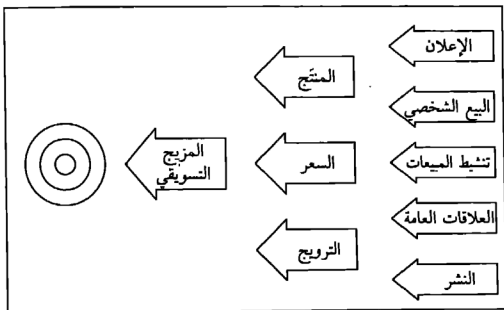 الإعلان
البيع الشخصي
تنشيط المبيعات
العلاقات العامة
النشر
المنتَج
السعر
الترويج
المزيج
التسويقي